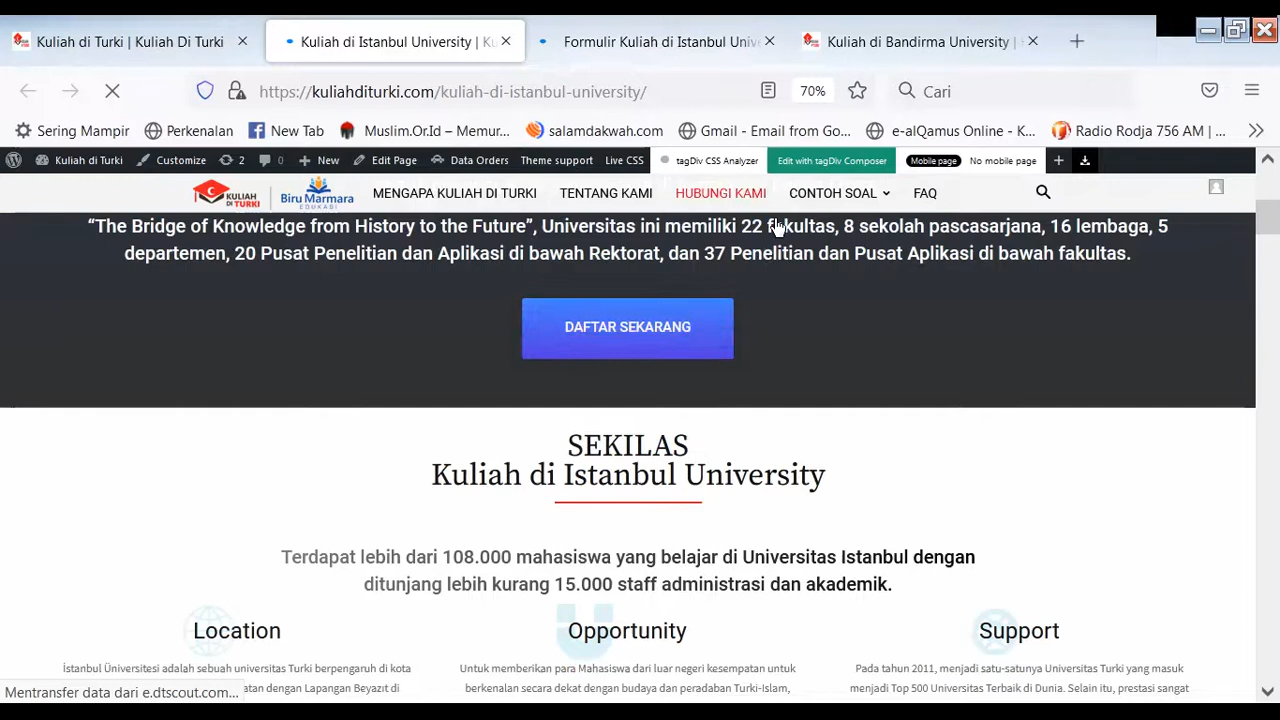 Kuliah di Turki | Kuliah Di Turki
Kuliah di Istanbul University | Ku
Formulir Kuliah di Istanbul Unive
Kuliah di Bandirma University |
https://kuliahditurki.com/kuliah-di-istanbul-university/
70%
Cari
Sering Mampir
Perkenalan
New Tab
Muslim.Or.Id – Memur...
salamdakwah.com
Gmail - Email from Go...
e-alQamus Online - K...
Radio Rodja 756 AM | ...
Kuliah di Turki
Customize
2
0
New
Edit Page
Data Orders
Theme support
Live CSS
tagDiv CSS Analyzer
Edit with tagDiv Composer
Mobile page
No mobile page
KULIAH
DI TURKI
Biru Marmara
EDUKASI
MENGAPA KULIAH DI TURKI
TENTANG KAMI
HUBUNGI KAMI
CONTOH SOAL
FAQ
“The Bridge of Knowledge from History to the Future”, Universitas ini memiliki 22 fakultas, 8 sekolah pascasarjana, 16 lembaga, 5
departemen, 20 Pusat Penelitian dan Aplikasi di bawah Rektorat, dan 37 Penelitian dan Pusat Aplikasi di bawah fakultas.
DAFTAR SEKARANG
SEKILAS
Kuliah di Istanbul University
Terdapat lebih dari 108.000 mahasiswa yang belajar di Universitas Istanbul dengan
ditunjang lebih kurang 15.000 staff administrasi dan akademik.
Location
Opportunity
Support
İstanbul Üniversitesi adalah sebuah universitas Turki berpengaruh di kota
atan dengan Lapangan Beyazıt di
Untuk memberikan para Mahasiswa dari luar negeri kesempatan untuk
berkenalan secara dekat dengan budaya dan peradaban Turki-Islam,
Pada tahun 2011, menjadi satu-satunya Universitas Turki yang masuk
menjadi Top 500 Universitas Terbaik di Dunia. Selain itu, prestasi sangat
Mentransfer data dari e.dtscout.com...